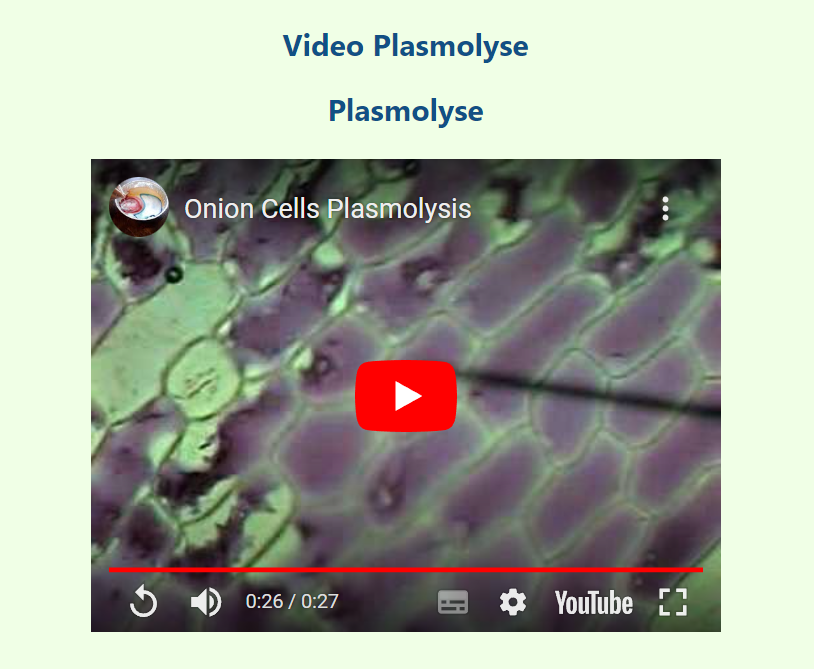 Video Plasmolyse
Plasmolyse
Onion Cells Plasmolysis
0:26 / 0:27
YouTube